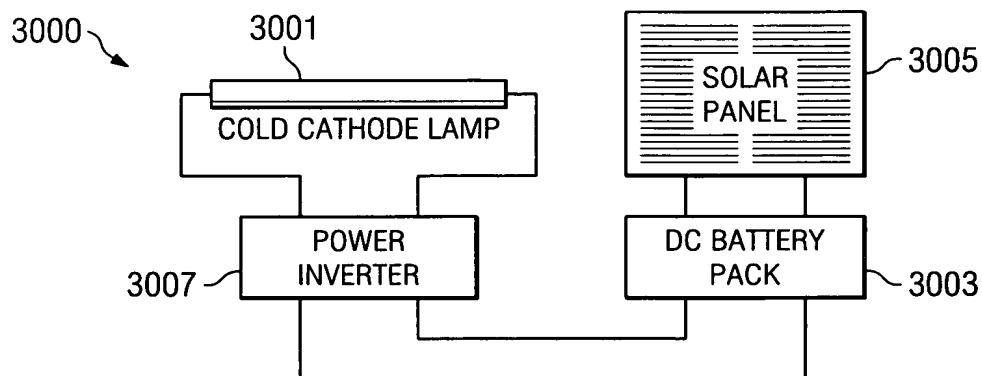 3000
3001
COLD CATHODE LAMP
POWER
INVERTER
3007
SOLAR
PANEL
3005
DC BATTERY
PACK
3003